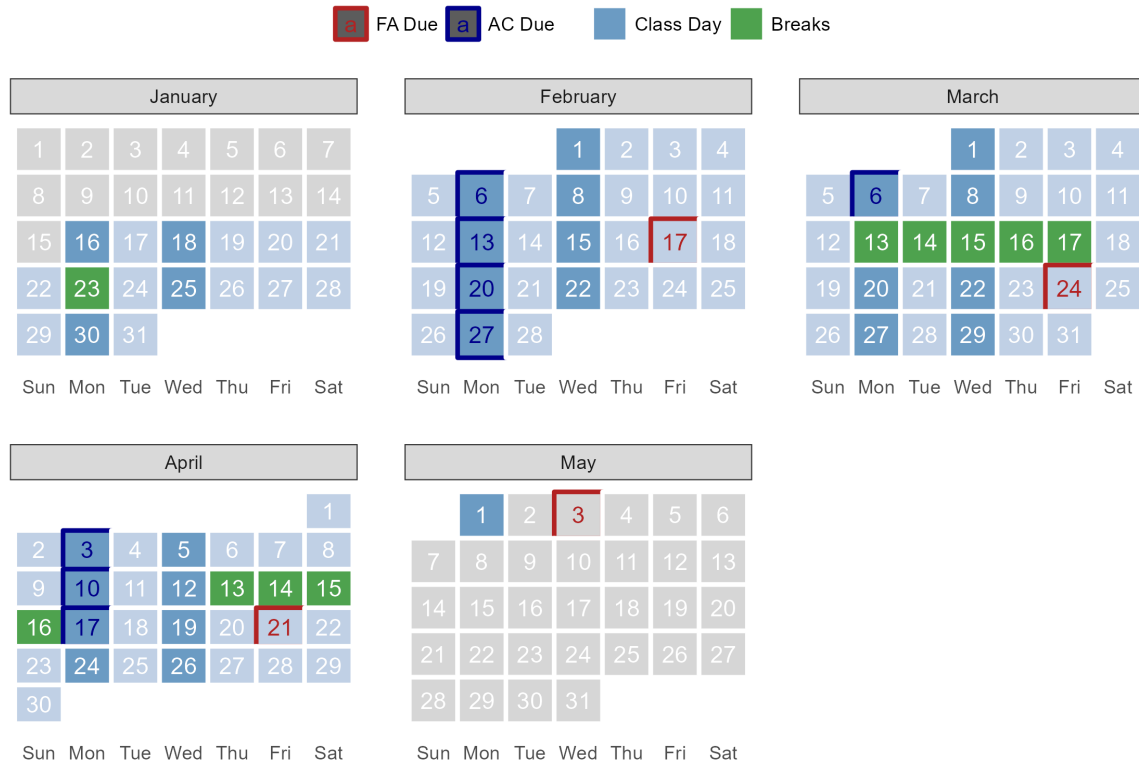 a FA Due a AC Due Class Day Breaks
January February March
1 2 3 4 5 6 7 1 2 3 4 1 2 3 4
8 9 10 11 12 13 14 5 6 7 8 9 10 11 5 6 7 8 9 10 11
15 16 17 18 19 20 21 12 13 14 15 16 17 18 12 13 14 15 16 17 18
22 23 24 25 26 27 28 19 20 21 22 23 24 25 19 20 21 22 23 24 25
29 30 31 26 27 28 26 27 28 29 30 31
Sun Mon Tue Wed Thu Fri Sat Sun Mon Tue Wed Thu Fri Sat Sun Mon Tue Wed Thu Fri Sat
April May
1 1 2 3 4 5 6
2 3 4 5 6 7 8 7 8 9 10 11 12 13
9 10 11 12 13 14 15 14 15 16 17 18 19 20
16 17 18 19 20 21 22 21 22 23 24 25 26 27
23 24 25 26 27 28 29 28 29 30 31
30
Sun Mon Tue Wed Thu Fri Sat Sun Mon Tue Wed Thu Fri Sat